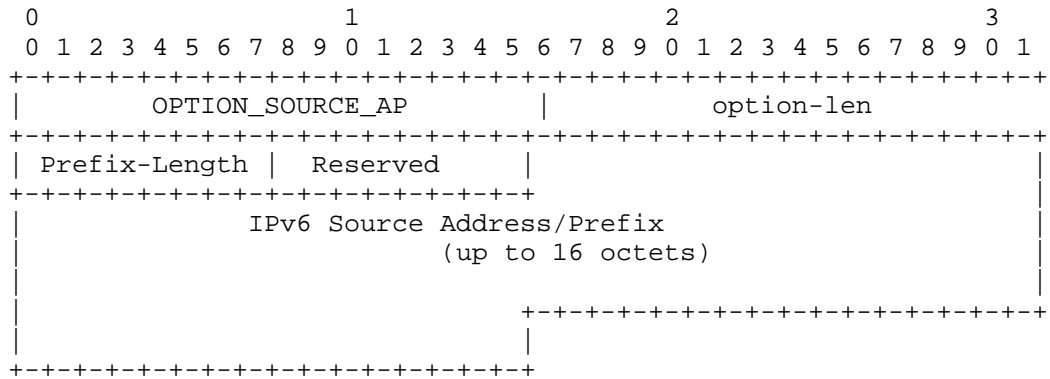 0                   1                   2                   3
 0 1 2 3 4 5 6 7 8 9 0 1 2 3 4 5 6 7 8 9 0 1 2 3 4 5 6 7 8 9 0 1
+-+-+-+-+-+-+-+-+-+-+-+-+-+-+-+-+-+-+-+-+-+-+-+-+-+-+-+-+-+-+-+-+
|        OPTION_SOURCE_AP        |          option-len
+-+-+-+-+-+-+-+-+-+-+-+-+-+-+-+-+-+-+-+-+-+-+-+-+-+-+-+-+-+-+-+-+
| Prefix-Length |  Reserved     |                               |
+-+-+-+-+-+-+-+-+-+-+-+-+-+-+-+-+                               |
|              IPv6 Source Address/Prefix                       |
|                          (up to 16 octets)                    |
|                                                               |
|                               +-+-+-+-+-+-+-+-+-+-+-+-+-+-+-+-+
|                               |
+-+-+-+-+-+-+-+-+-+-+-+-+-+-+-+-+